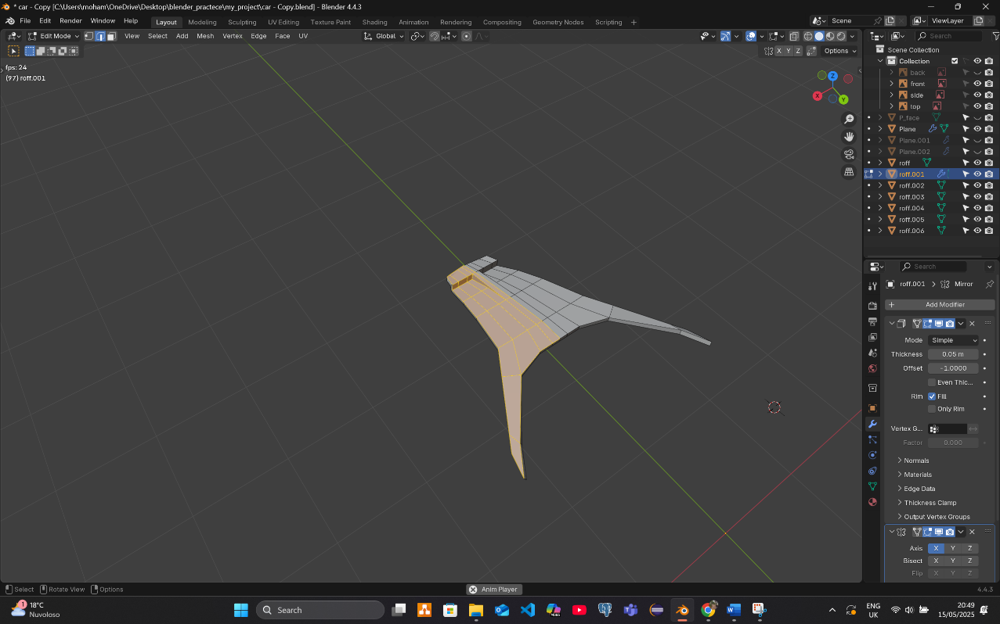 * car - Copy [C:\Users\moham\OneDrive\Desktop\blender_practece\my_project\car - Copy.blend] - Blender 4.4.3
File Edit Render Window Help Layout Modeling Sculpting UV Editing Texture Paint Shading Animation Rendering Compositing Geometry Nodes Scripting + Scene ViewLayer
Edit Mode View Select Add Mesh Vertex Edge Face UV Global Search
X Y Z Options
fps: 24
(97) roff.001
Z
X
Y
Scene Collection
Collection
back
front
side
top
P_face
Plane
Plane.001
Plane.002
roff
roff.001
roff.002
roff.003
roff.004
roff.005
roff.006
Search
roff.001 > Mirror
+ Add Modifier
Mode Simple
Thickness 0.05 m
Offset -1.0000
Even Thic...
Rim Fill
Only Rim
Vertex G...
Factor 0.000
Normals
Materials
Edge Data
Thickness Clamp
Output Vertex Groups
Axis X Y Z
Bisect X Y Z
Flip X Y Z
Select Rotate View Options Anim Player 4.4.3
1 18°C
Nuvoloso
Search
ENG
UK
20:49
15/05/2025